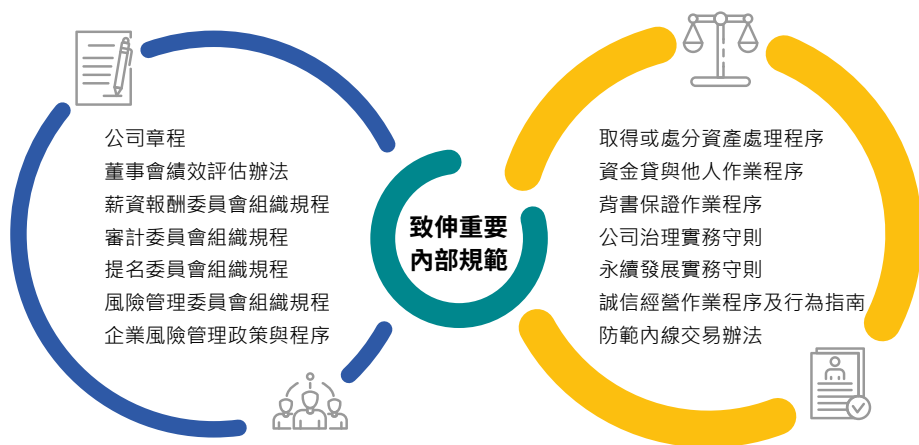 公司章程
董事會績效評估辦法
薪資報酬委員會組織規程
審計委員會組織規程
提名委員會組織規程
風險管理委員會組織規程
企業風險管理政策與程序
致伸重要
內部規範
取得或處分資產處理程序
資金貸與他人作業程序
背書保證作業程序
公司治理實務守則
永續發展實務守則
誠信經營作業程序及行為指南
防範內線交易辦法